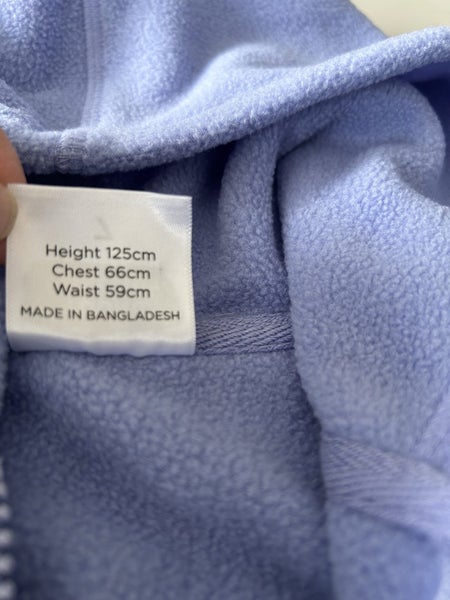 Height 125cm
Chest 66cm
Waist 59cm
MADE IN BANGLADESH